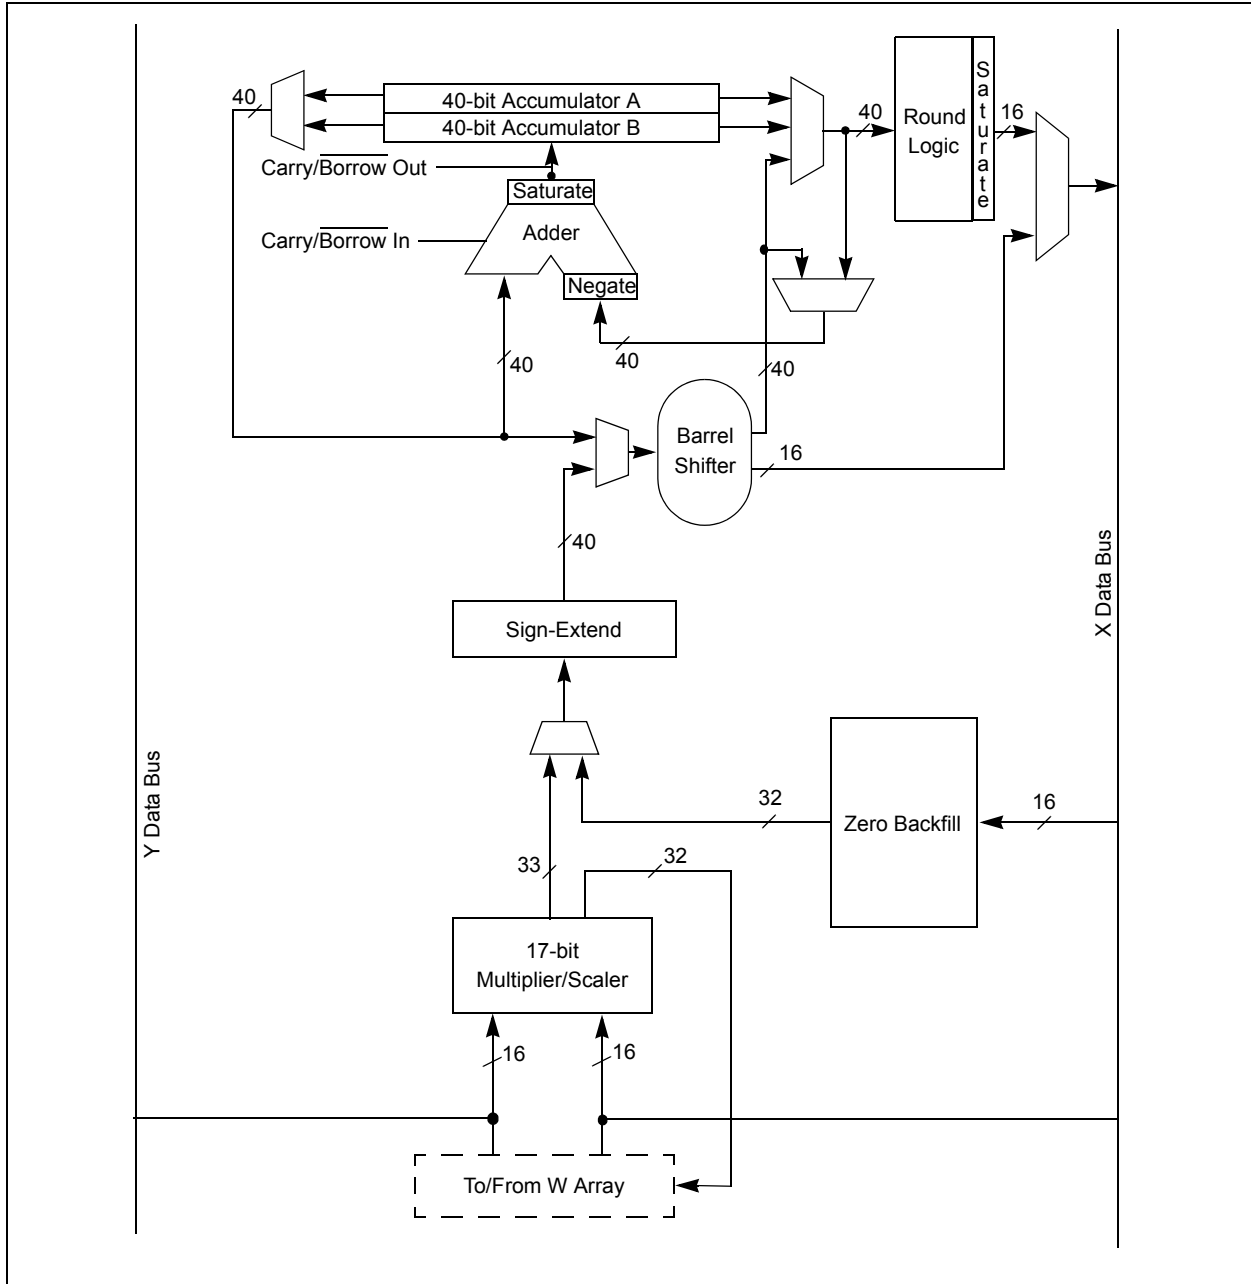 40
40-bit Accumulator A
40-bit Accumulator B
Carry/Borrow Out
Saturate
Carry/Borrow In
Adder
Negate
40
Round
Logic
Saturate
16
40
40
40
Barrel
Shifter
16
40
Sign-Extend
X Data Bus
Y Data Bus
32
Zero Backfill
16
33
32
17-bit
Multiplier/Scaler
16
16
To/From W Array